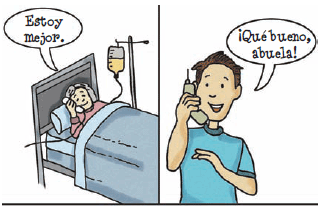 Estoy
mejor.
¡Qué bueno,
abuela!